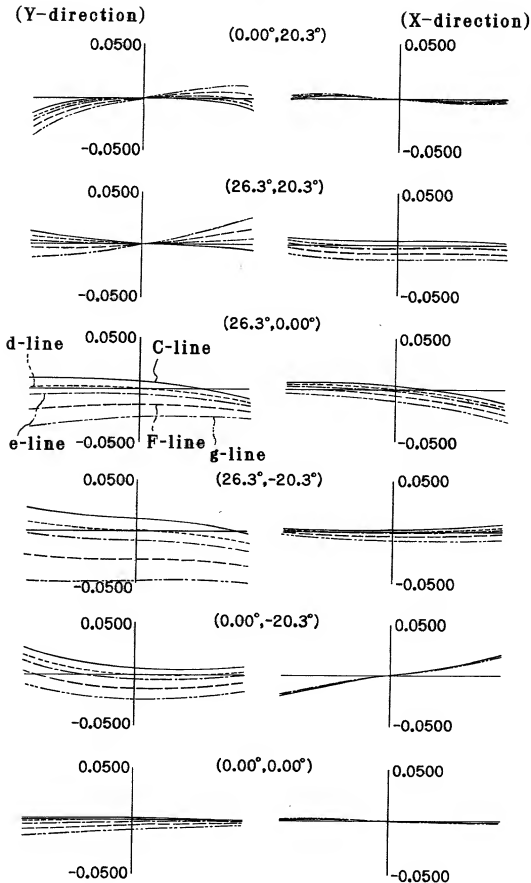 (Y-direction) (X-direction)
0.0500 (0.00°,20.3°) 0.0500
-0.0500 -0.0500
0.0500 (26.3°,20.3°) 0.0500
-0.0500 -0.0500
0.0500 (26.3°,0.00°) 0.0500
d-line C-line
e-line F-line g-line
-0.0500 -0.0500
0.0500 (26.3°,-20.3°) 0.0500
-0.0500 -0.0500
0.0500 (0.00°,-20.3°) 0.0500
-0.0500 -0.0500
0.0500 (0.00°,0.00°) 0.0500
-0.0500 -0.0500